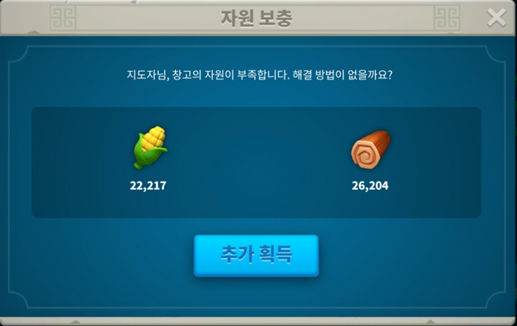 자원 보충
지도자님, 창고의 자원이 부족합니다. 해결 방법이 없을까요?
22,217
26,204
추가 획득